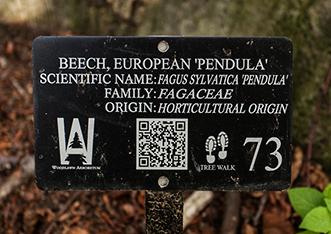 BEECH, EUROPEAN 'PENDULA'
SCIENTIFIC NAME: FAGUS SYLVATICA 'PENDULA'
FAMILY: FAGACEAE
ORIGIN: HORTICULTURAL ORIGIN
WOODLAWN ARBORETUM
TREE WALK
73